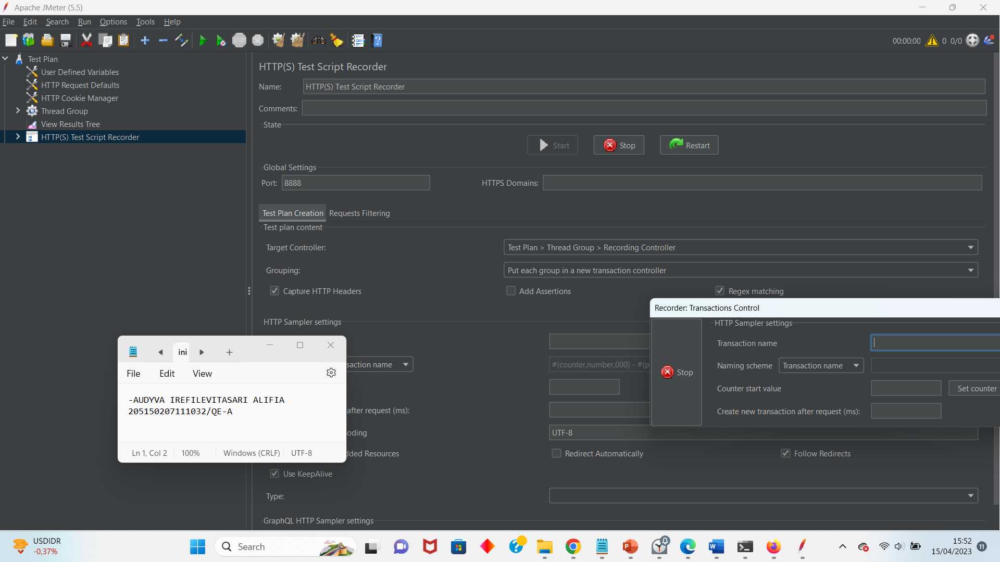 Apache JMeter (5.5)
File Edit Search Run Options Tools Help
00:00:00 0 0/0
Test Plan
User Defined Variables
HTTP Request Defaults
HTTP Cookie Manager
Thread Group
View Results Tree
HTTP(S) Test Script Recorder
HTTP(S) Test Script Recorder
Name: HTTP(S) Test Script Recorder
Comments:
State
Start Stop Restart
Global Settings
Port: 8888 HTTPS Domains:
Test Plan Creation Requests Filtering
Test plan content
Target Controller: Test Plan > Thread Group > Recording Controller
Grouping: Put each group in a new transaction controller
Capture HTTP Headers Add Assertions Regex matching
HTTP Sampler settings
saction name #{counter,number,000} - #{p
after request (ms):
oding UTF-8
dded Resources Redirect Automatically Follow Redirects
Use KeepAlive
Type:
GraphQL HTTP Sampler settings
Recorder: Transactions Control
HTTP Sampler settings
Stop
Transaction name
Naming scheme Transaction name
Counter start value Set counter
Create new transaction after request (ms):
ini
File Edit View
-AUDYVA IREFILEVITASARI ALIFIA
205150207111032/QE-A
Ln 1, Col 2 100% Windows (CRLF) UTF-8
USDIDR
-0,37%
Search
15:52
15/04/2023
11